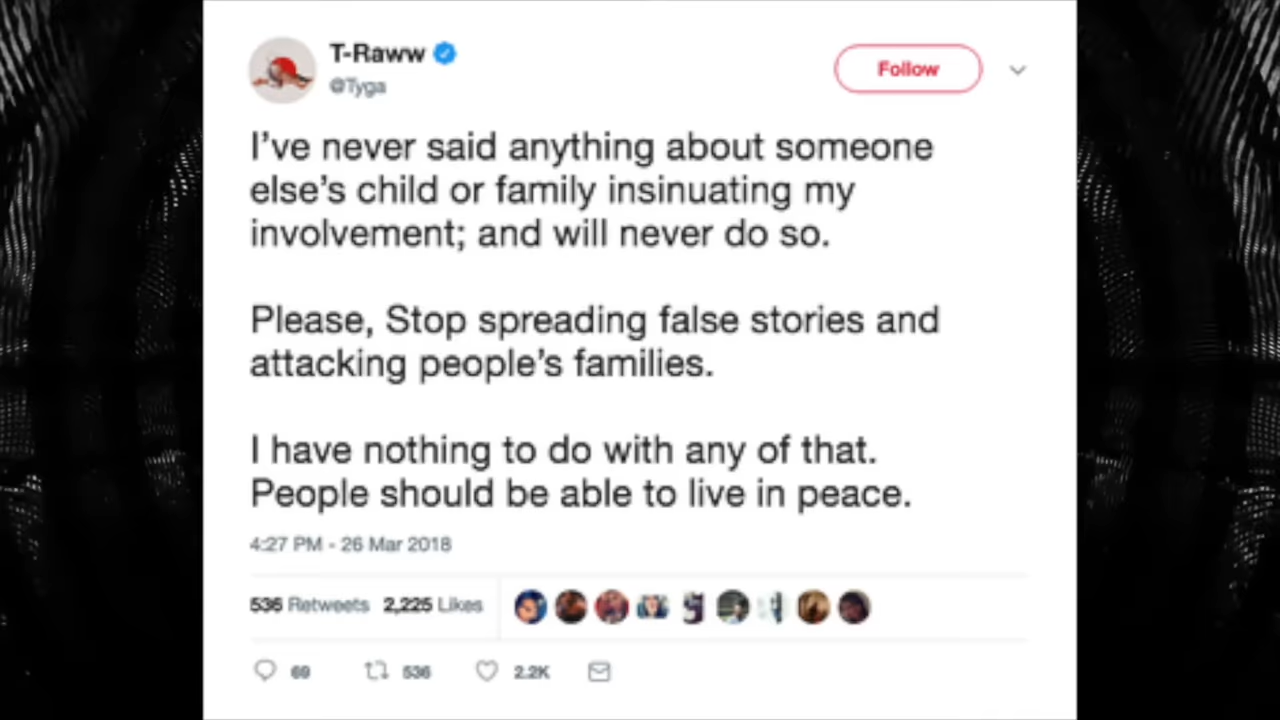 T-Raww
@Tyga
Follow
I've never said anything about someone
else's child or family insinuating my
involvement; and will never do so.
Please, Stop spreading false stories and
attacking people's families.
I have nothing to do with any of that.
People should be able to live in peace.
4:27 PM - 26 Mar 2018
536 Retweets 2,225 Likes
69 536 2.2K